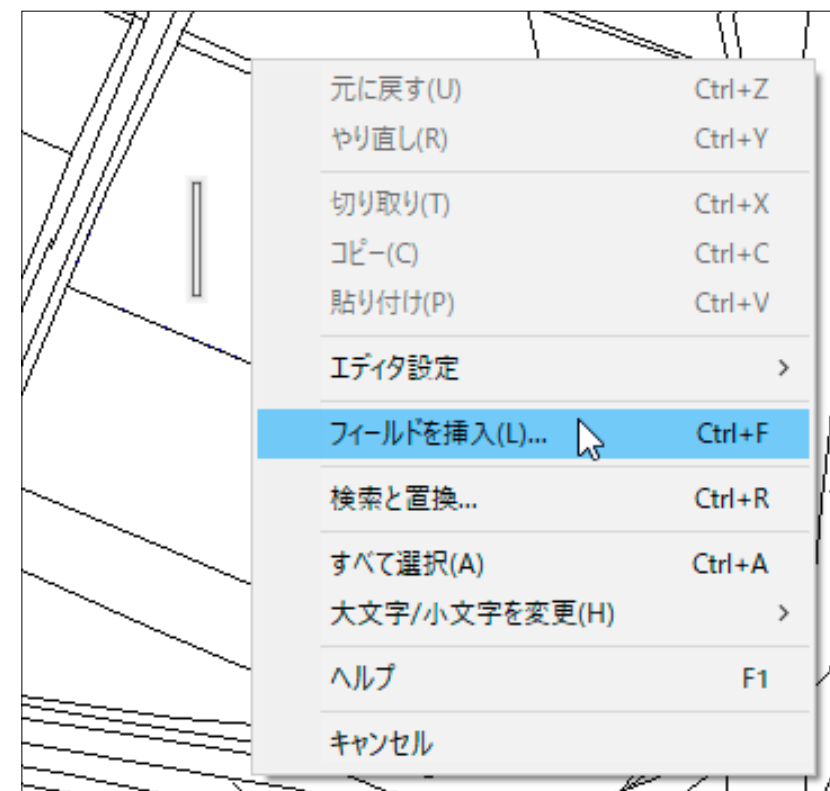 元に戻す(U) Ctrl+Z
やり直し(R) Ctrl+Y
切り取り(T) Ctrl+X
コピー(C) Ctrl+C
貼り付け(P) Ctrl+V
エディタ設定 >
フィールドを挿入(L)... Ctrl+F
検索と置換... Ctrl+R
すべて選択(A) Ctrl+A
大文字/小文字を変更(H) >
ヘルプ F1
キャンセル